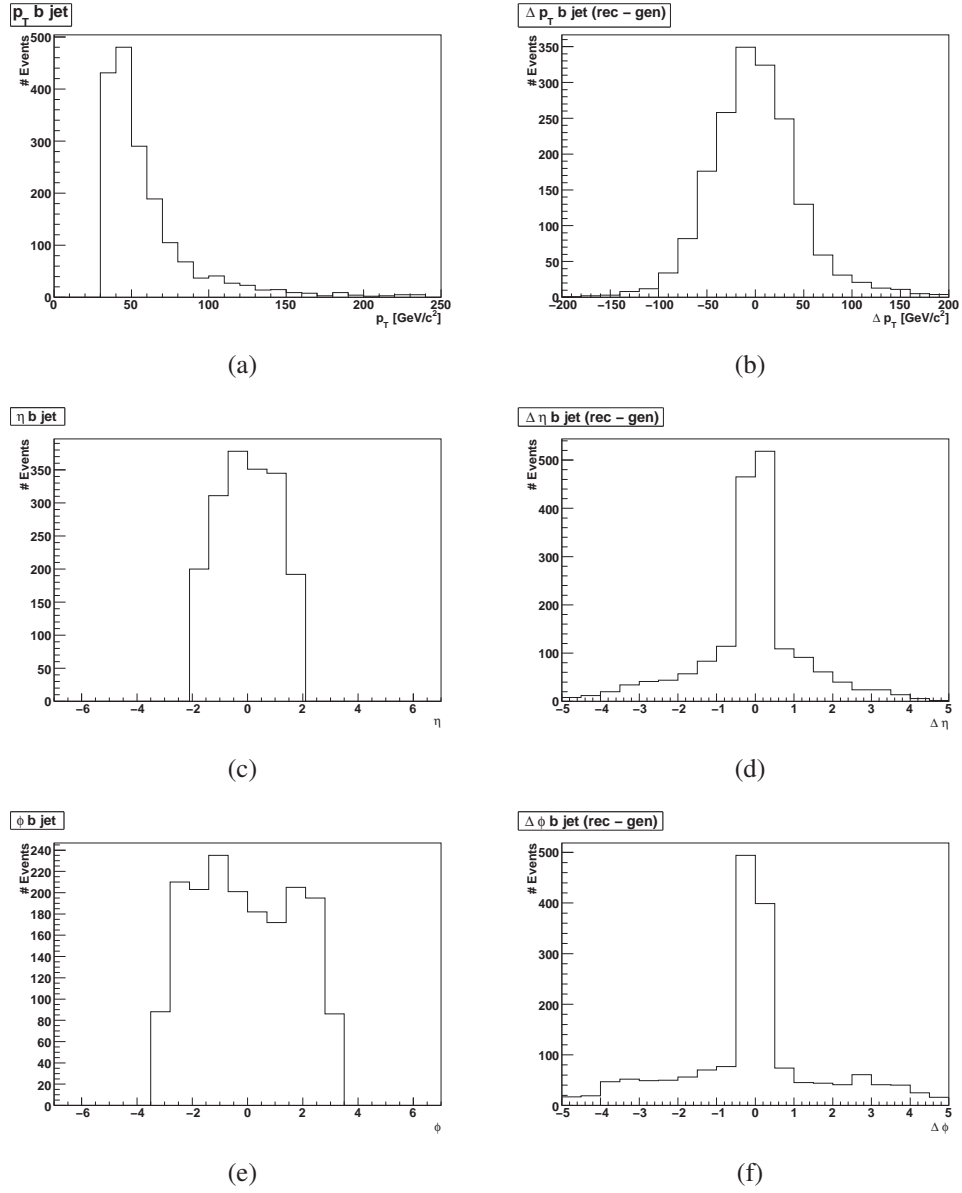 p_T b jet
# Events
500
400
300
200
100
0
0 50 100 150 200 250
p_T [GeV/c²]
(a)
Δ p_T b jet (rec − gen)
# Events
350
300
250
200
150
100
50
0
−200 −150 −100 −50 0 50 100 150 200
Δ p_T [GeV/c²]
(b)
η b jet
# Events
350
300
250
200
150
100
50
0
−6 −4 −2 0 2 4 6
η
(c)
Δ η b jet (rec − gen)
# Events
500
400
300
200
100
0
−5 −4 −3 −2 −1 0 1 2 3 4 5
Δ η
(d)
ϕ b jet
# Events
240
220
200
180
160
140
120
100
80
60
40
20
0
−6 −4 −2 0 2 4 6
ϕ
(e)
Δ ϕ b jet (rec − gen)
# Events
500
400
300
200
100
0
−5 −4 −3 −2 −1 0 1 2 3 4 5
Δ ϕ
(f)